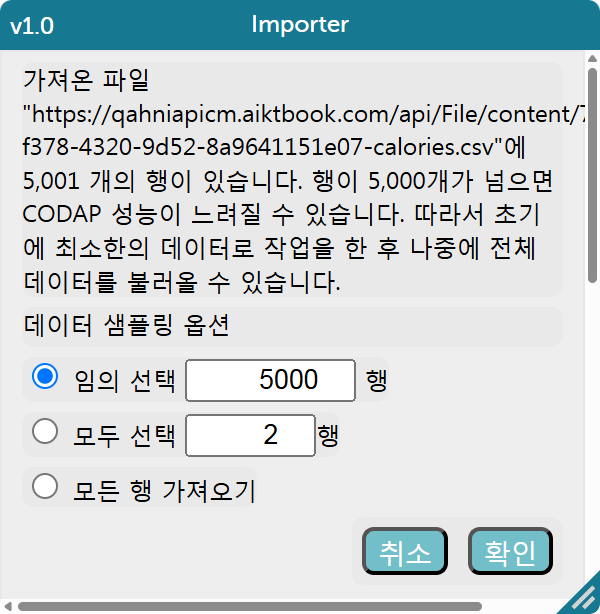 v1.0
Importer
가져온 파일
"https://qahniapicm.aiktbook.com/api/File/content/7
f378-4320-9d52-8a9641151e07-calories.csv"에
5,001 개의 행이 있습니다. 행이 5,000개가 넘으면
CODAP 성능이 느려질 수 있습니다. 따라서 초기
에 최소한의 데이터로 작업을 한 후 나중에 전체
데이터를 불러올 수 있습니다.
데이터 샘플링 옵션
임의 선택 5000 행
모두 선택 2 행
모든 행 가져오기
취소 확인